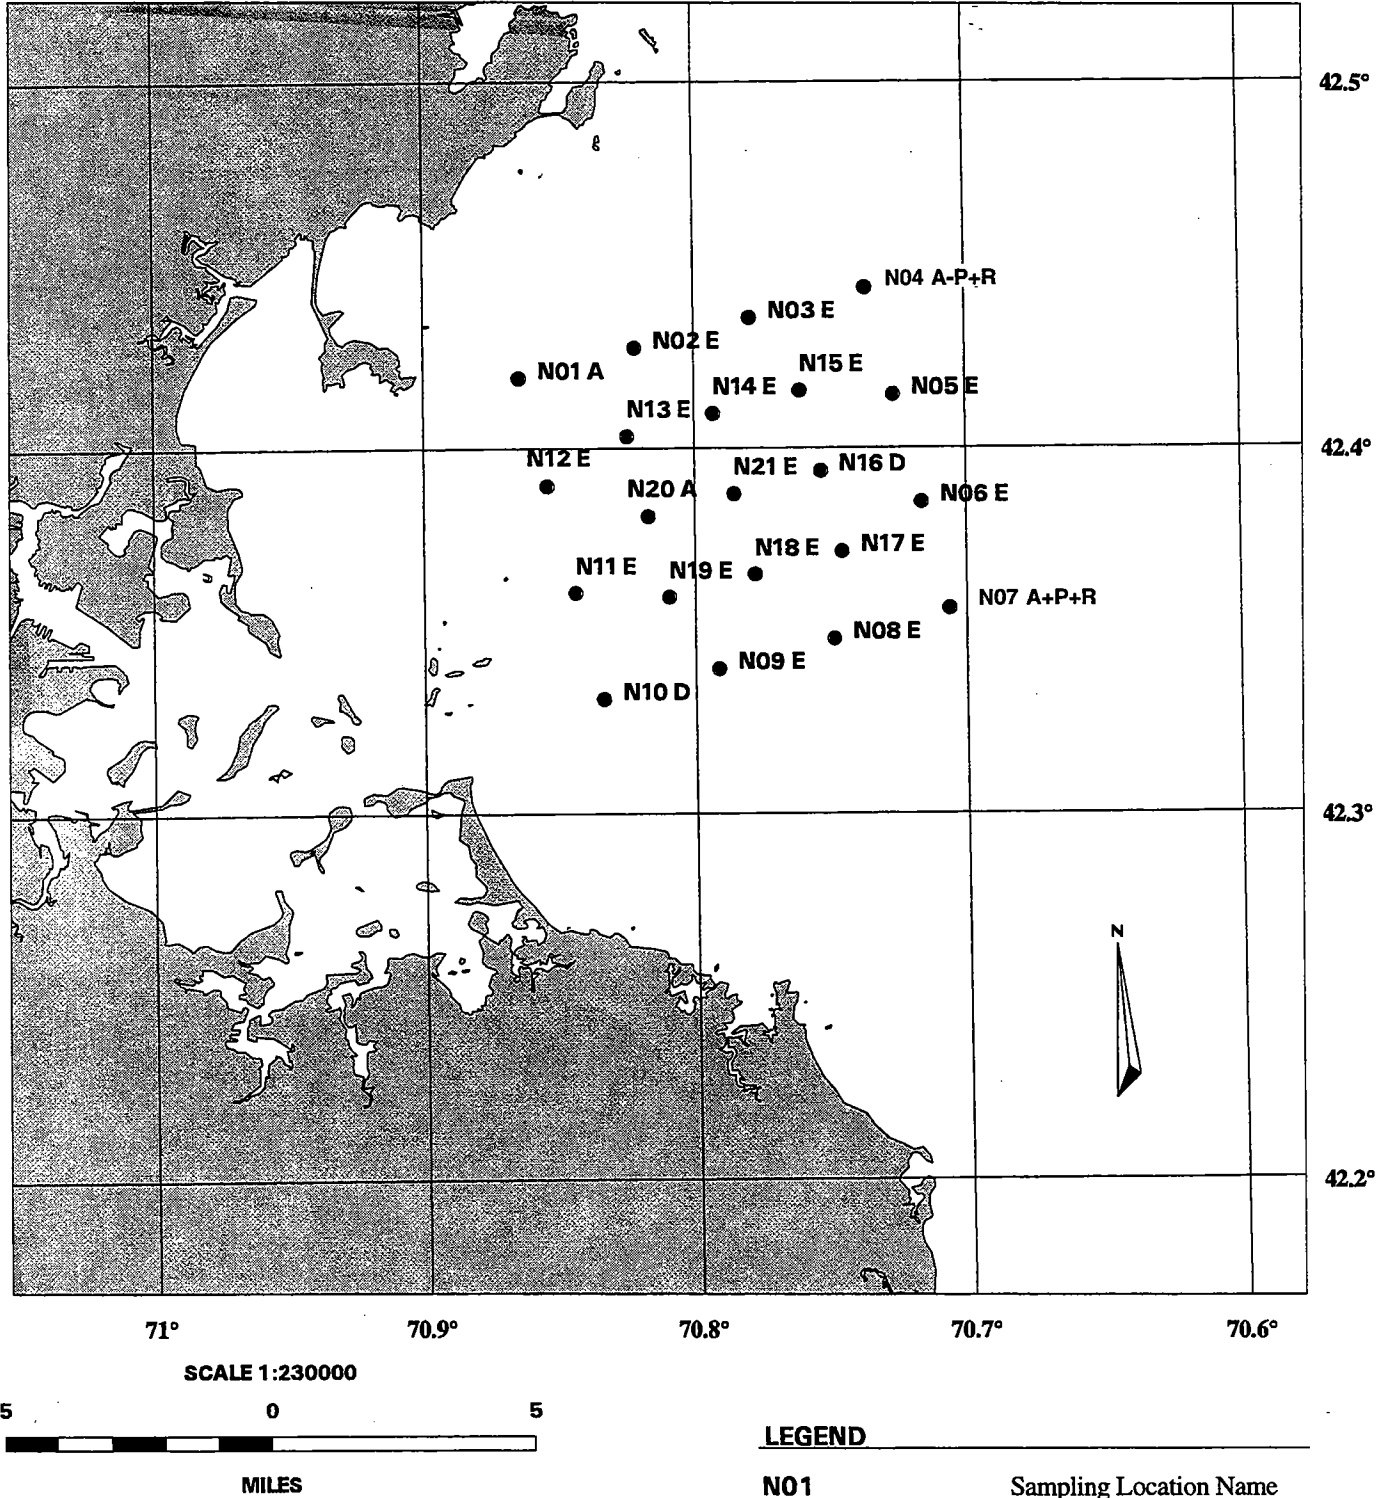 42.5°
N04 A-P+R
N03 E
N02 E
N15 E
N01 A
N14 E
N05 E
N13 E
42.4°
N12 E
N21 E
N16 D
N20 A
N06 E
N18 E
N17 E
N11 E
N19 E
N07 A+P+R
N08 E
N09 E
N10 D
42.3°
N
42.2°
71° 70.9° 70.8° 70.7° 70.6°
SCALE 1:230000
5 0 5
MILES
LEGEND
N01 Sampling Location Name